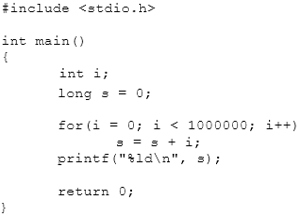 #include <stdio.h>
int main()
{
int i;
long s = 0;
for(i = 0; i < 1000000; i++)
s = s + i;
printf("%ld\n", s);
return 0;
}